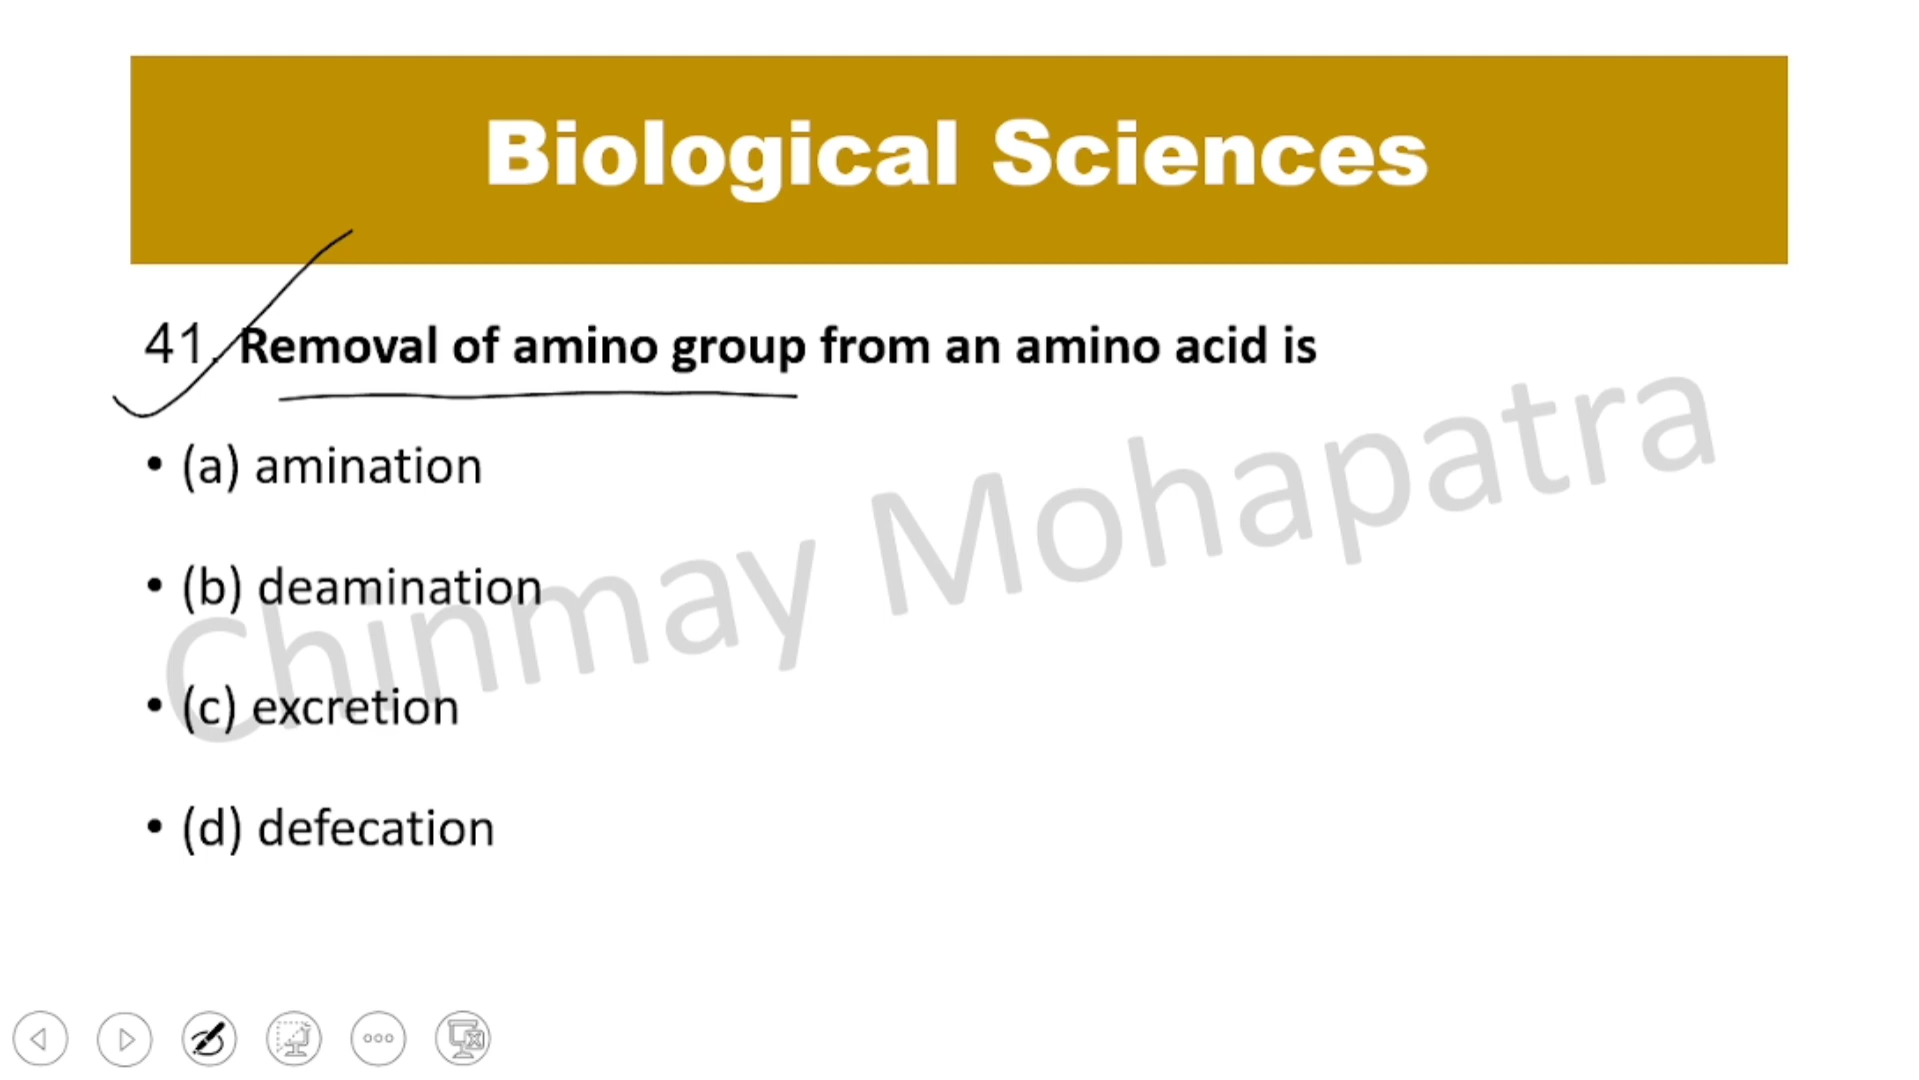 Biological Sciences
41. Removal of amino group from an amino acid is
• (a) amination
• (b) deamination
• (c) excretion
• (d) defecation
Chinmay Mohapatra